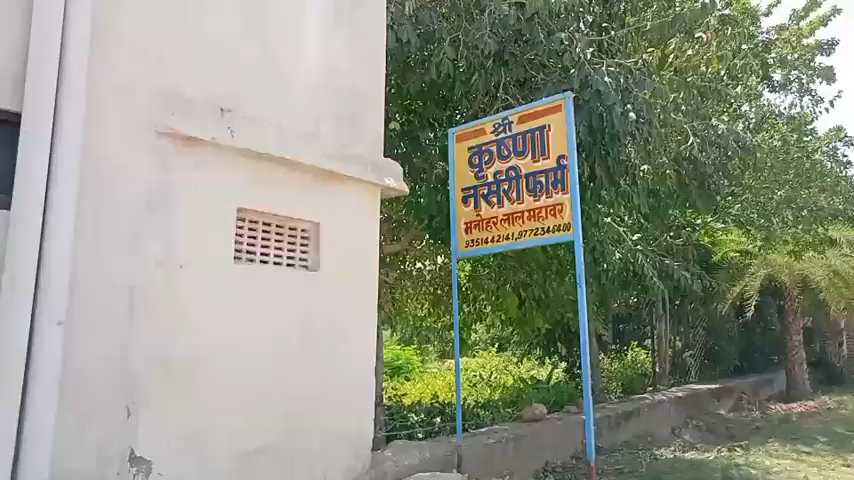 श्री
कृष्णा
नर्सरी फार्म
मनोहर लाल महावर
9351442141,9772346400